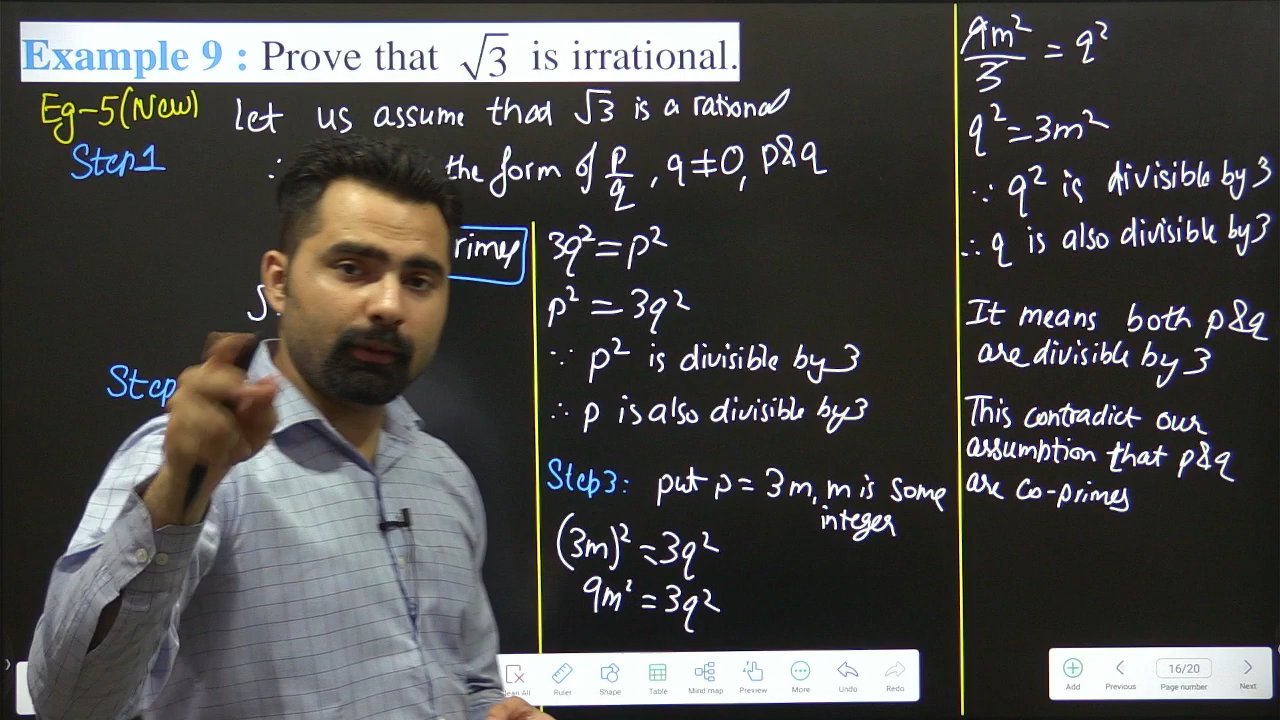 Example 9 : Prove that √3 is irrational.
Eg-5(New) Let us assume that √3 is a rational
Step1
∴ the form of p/q, q≠0, p&q
3q² = p²
p² = 3q²
∵ p² is divisible by 3
∴ p is also divisible by 3
Step3: put p = 3m, m is some
integer
(3m)² = 3q²
9m² = 3q²
9m²/3 = q²
q² = 3m²
∵ q² is divisible by 3
∴ q is also divisible by 3
It means both p&q
are divisible by 3
This contradict our
assumption that p&q
are co-primes
Ruler Shape Table Mind map Preview More Undo Redo
Add Previous 16/20 Next
Page number